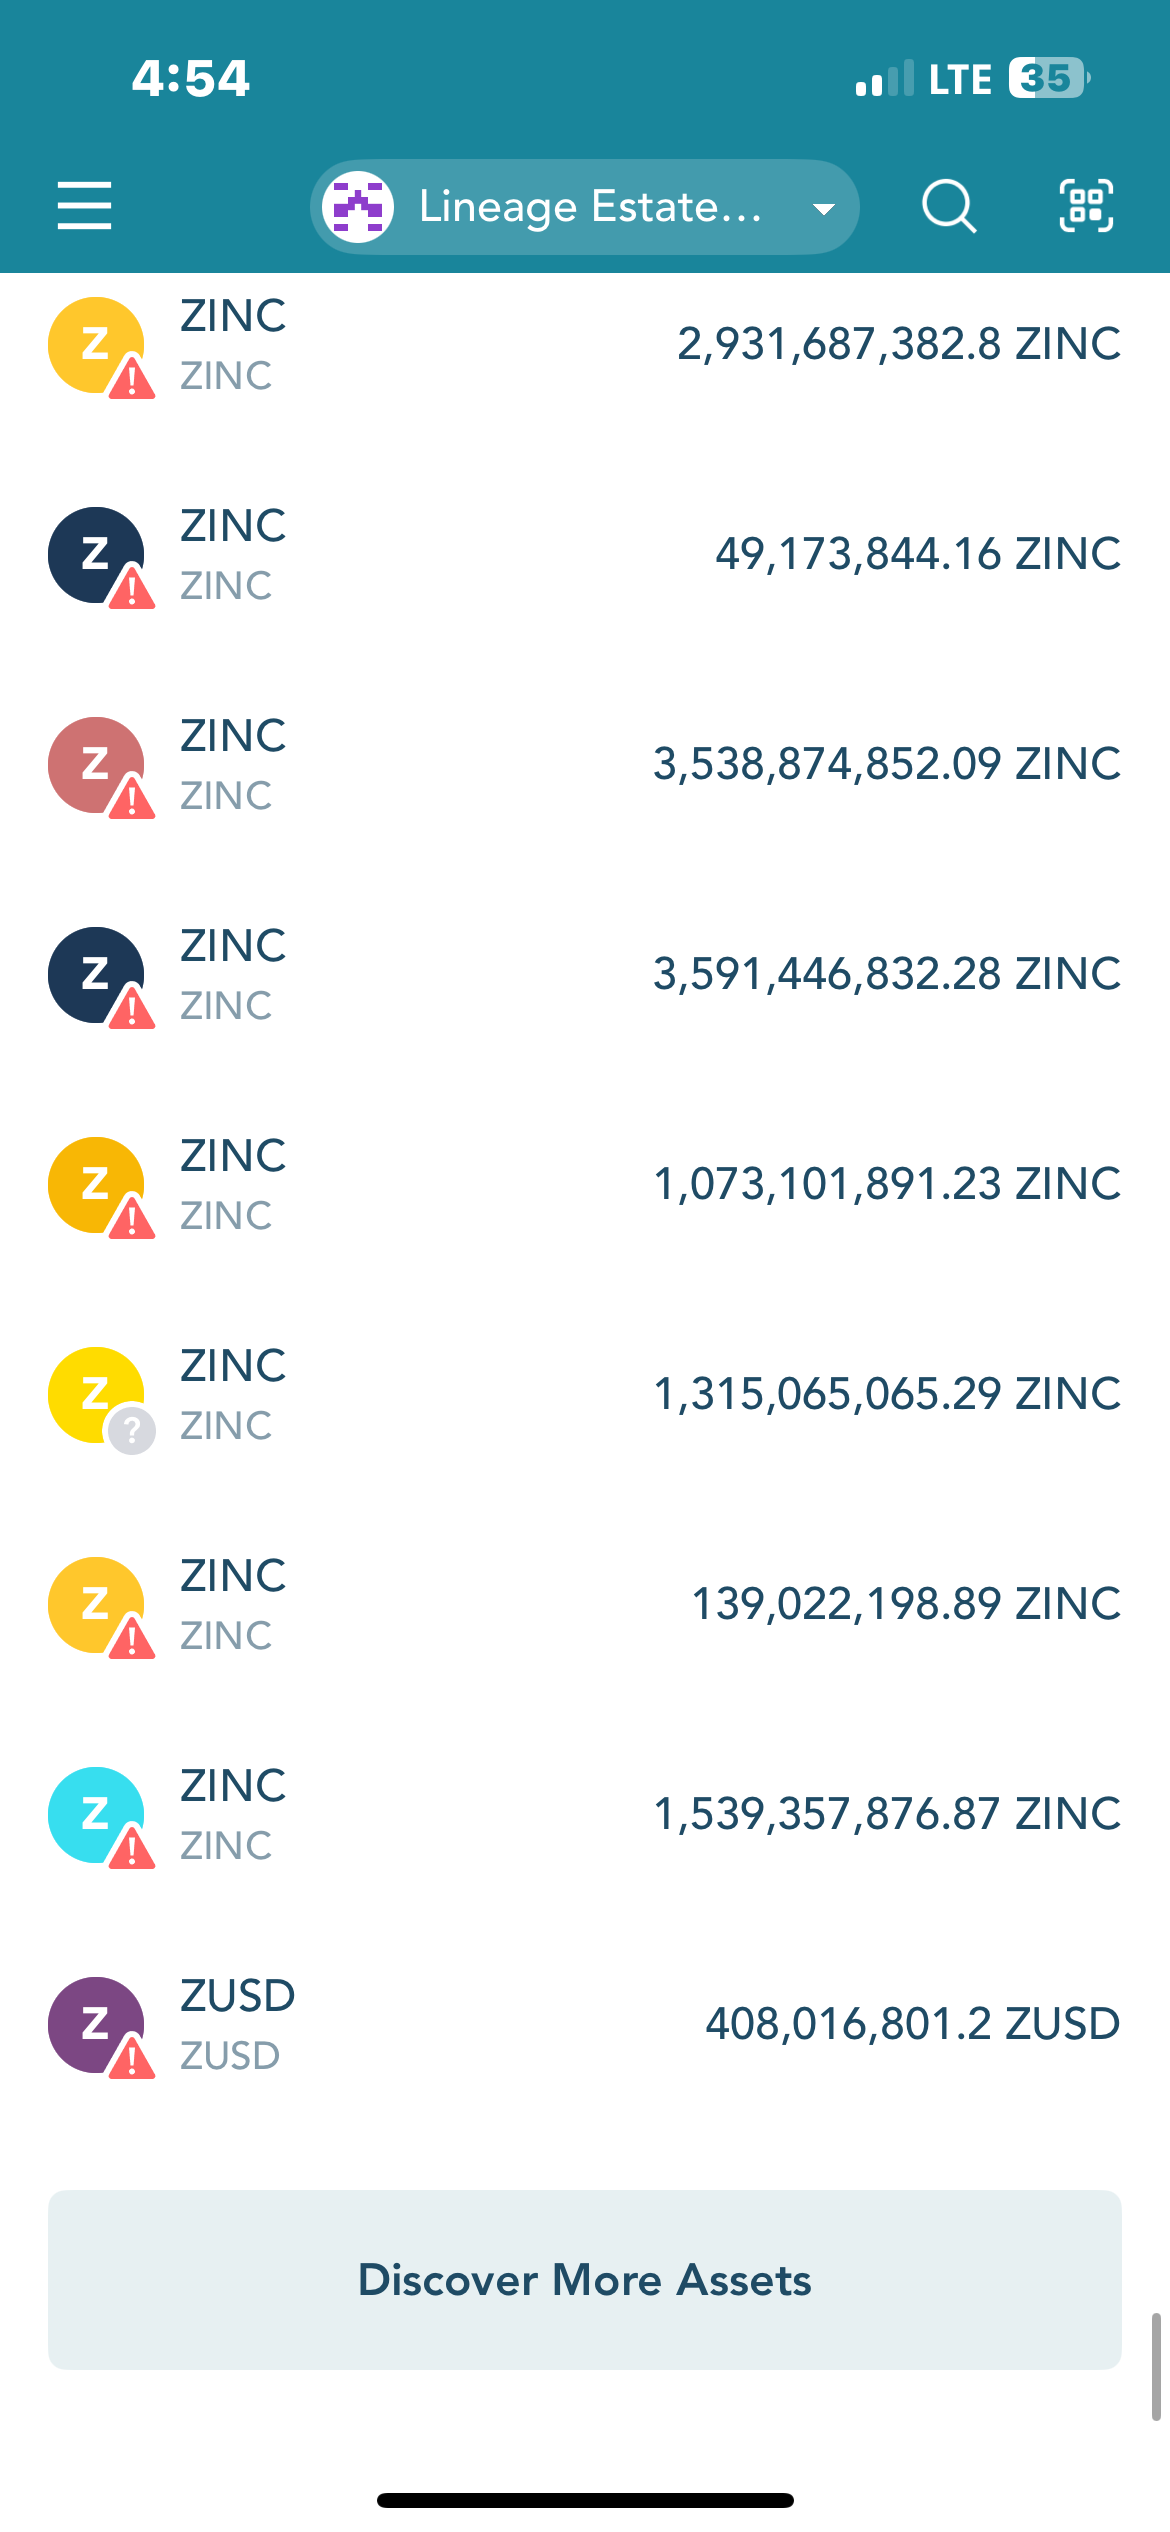 4:54
LTE 35
Lineage Estate...
Z ZINC
ZINC
2,931,687,382.8 ZINC
Z ZINC
ZINC
49,173,844.16 ZINC
Z ZINC
ZINC
3,538,874,852.09 ZINC
Z ZINC
ZINC
3,591,446,832.28 ZINC
Z ZINC
ZINC
1,073,101,891.23 ZINC
Z ZINC
? ZINC
1,315,065,065.29 ZINC
Z ZINC
ZINC
139,022,198.89 ZINC
Z ZINC
ZINC
1,539,357,876.87 ZINC
Z ZUSD
ZUSD
408,016,801.2 ZUSD
Discover More Assets